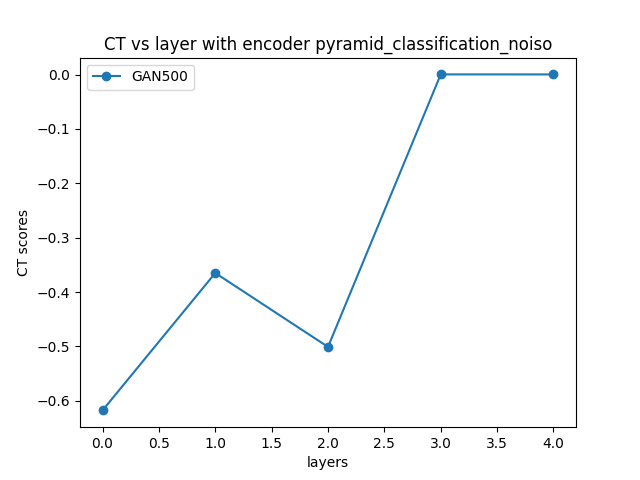 CT vs layer with encoder pyramid_classification_noiso
GAN500
0.0
−0.1
−0.2
−0.3
−0.4
−0.5
−0.6
CT scores
0.0 0.5 1.0 1.5 2.0 2.5 3.0 3.5 4.0
layers